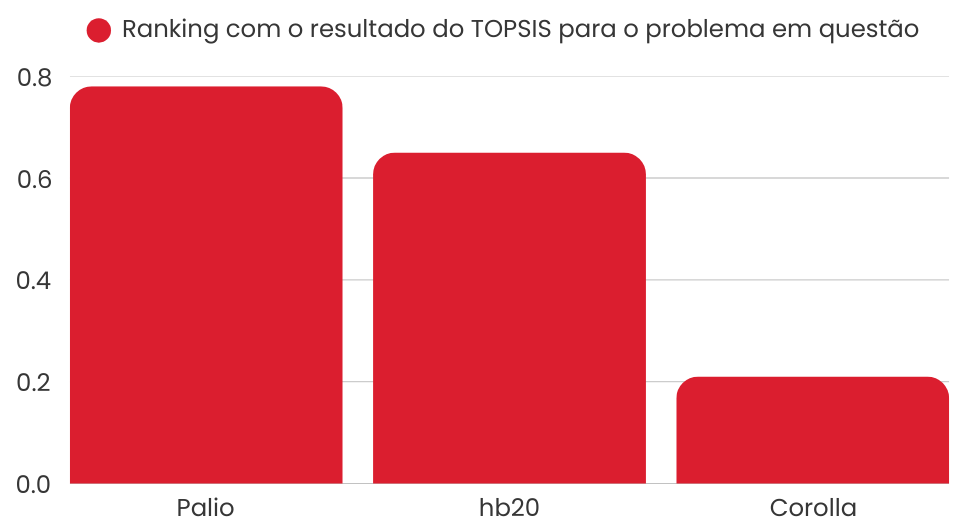 Ranking com o resultado do TOPSIS para o problema em questão
0.8
0.6
0.4
0.2
0.0
Palio hb20 Corolla